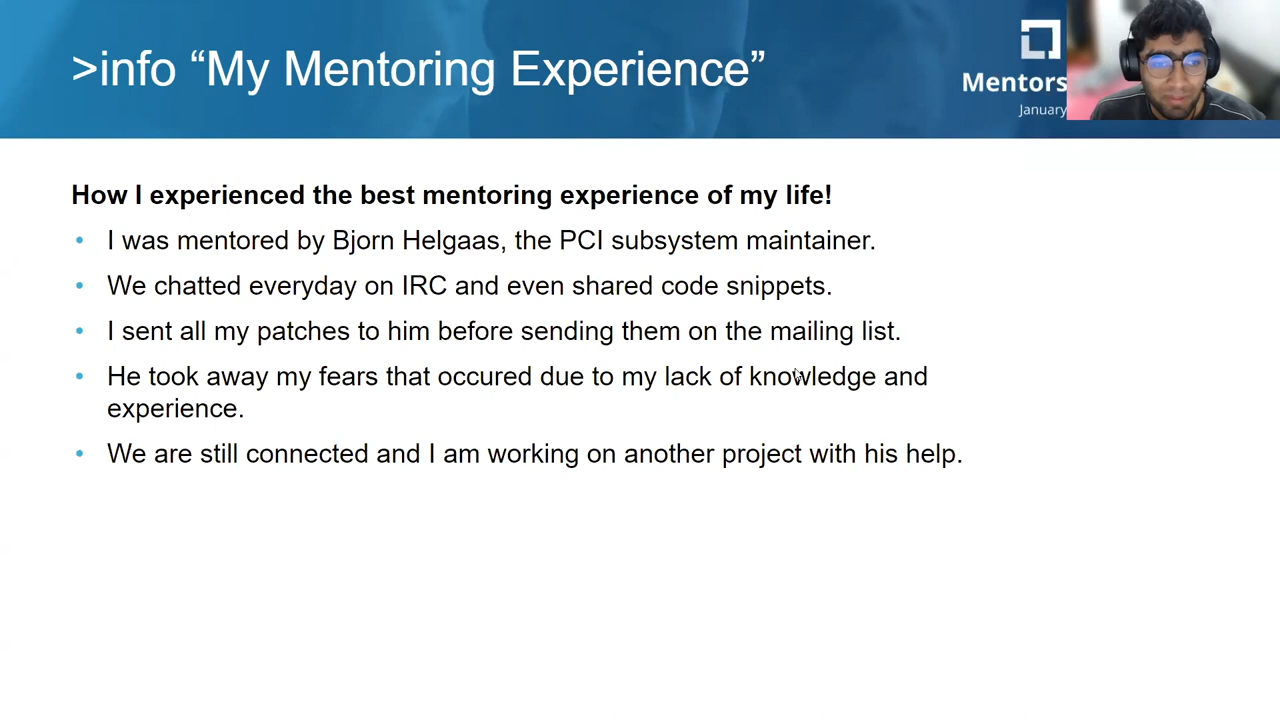 >info “My Mentoring Experience”
Mentors
January
How I experienced the best mentoring experience of my life!
• I was mentored by Bjorn Helgaas, the PCI subsystem maintainer.
• We chatted everyday on IRC and even shared code snippets.
• I sent all my patches to him before sending them on the mailing list.
• He took away my fears that occured due to my lack of knowledge and
experience.
• We are still connected and I am working on another project with his help.